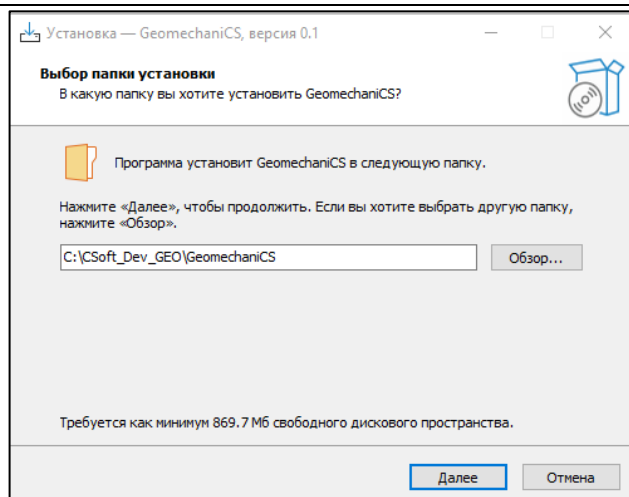 Установка — GeomechaniCS, версия 0.1
Выбор папки установки
В какую папку вы хотите установить GeomechaniCS?
Программа установит GeomechaniCS в следующую папку.
Нажмите «Далее», чтобы продолжить. Если вы хотите выбрать другую папку,
нажмите «Обзор».
C:\CSoft_Dev_GEO\GeomechaniCS
Обзор...
Требуется как минимум 869.7 Мб свободного дискового пространства.
Далее
Отмена